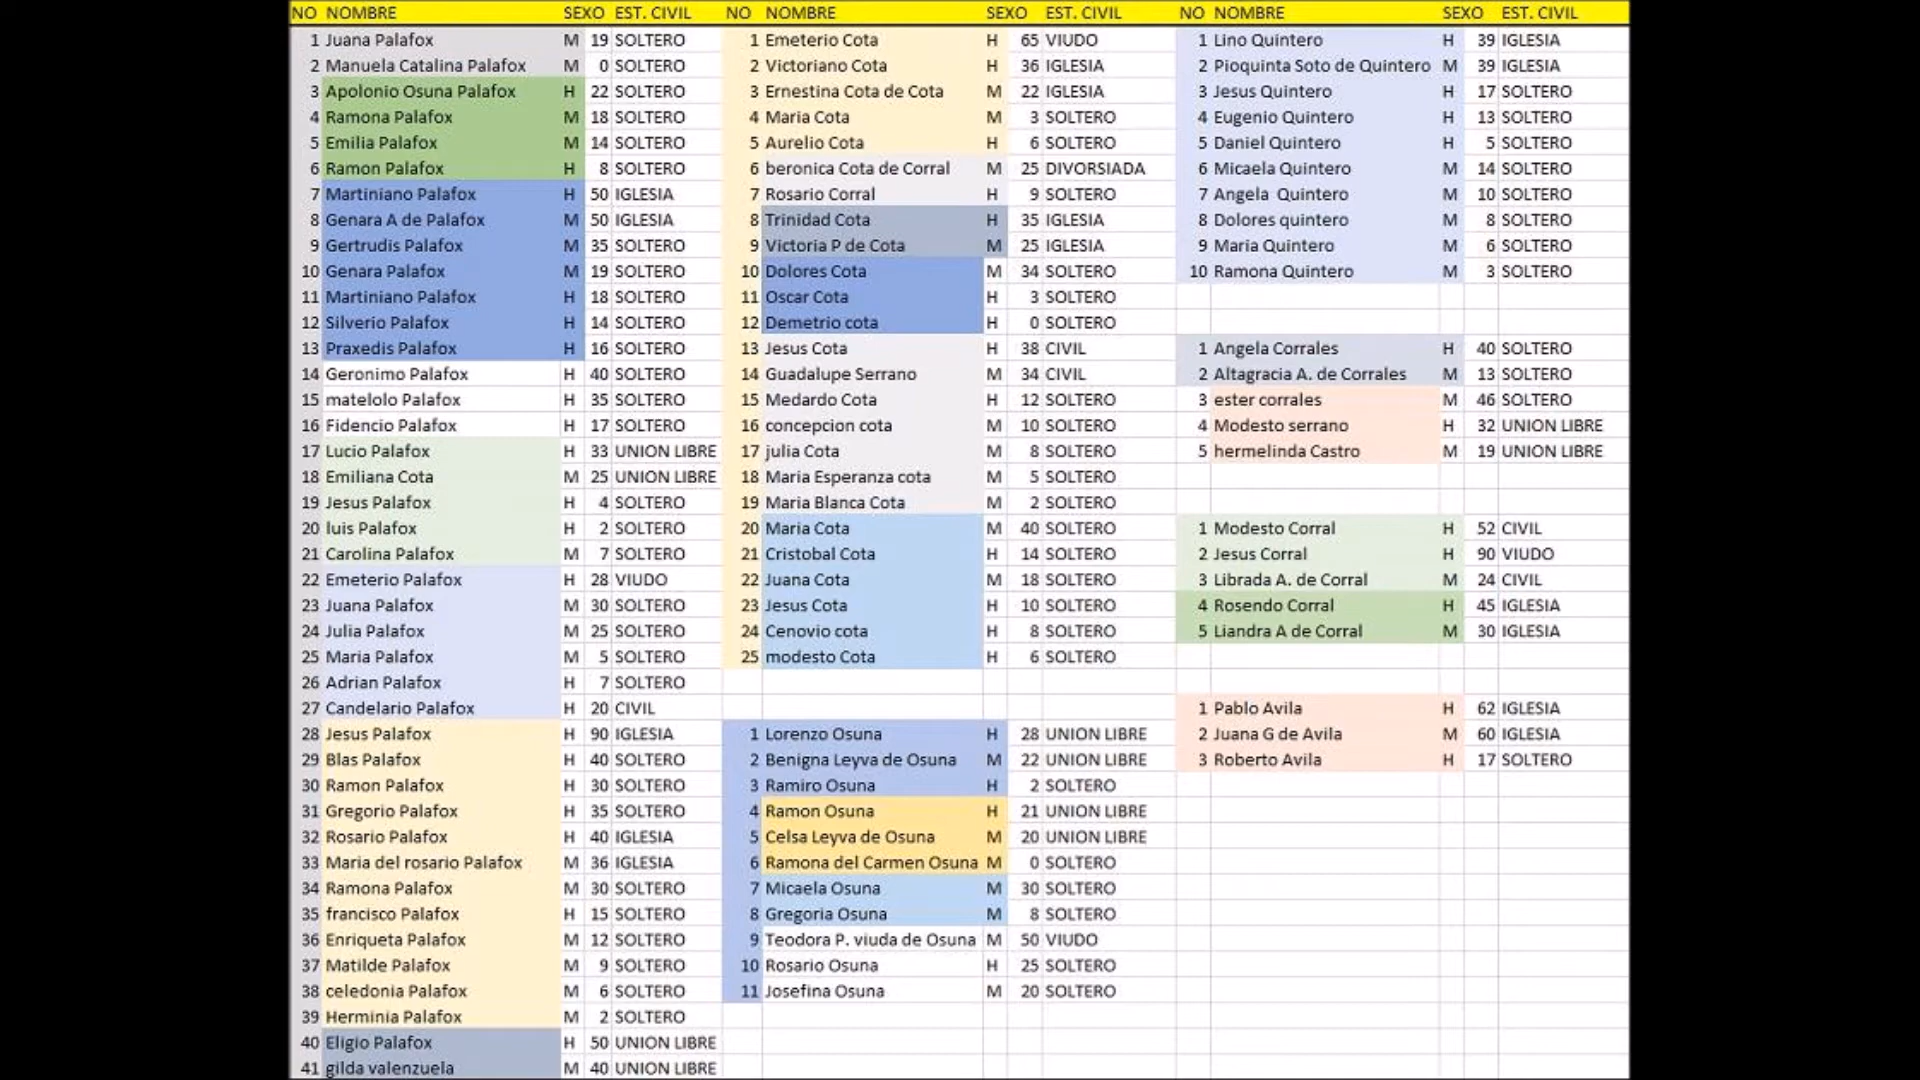 NO NOMBRE SEXO EST. CIVIL NO NOMBRE SEXO EST. CIVIL NO NOMBRE SEXO EST. CIVIL
1 Juana Palafox M 19 SOLTERO 1 Emeterio Cota H 65 VIUDO 1 Lino Quintero H 39 IGLESIA
2 Manuela Catalina Palafox M 0 SOLTERO 2 Victoriano Cota H 36 IGLESIA 2 Pioquinta Soto de Quintero M 39 IGLESIA
3 Apolonio Osuna Palafox H 22 SOLTERO 3 Ernestina Cota de Cota M 22 IGLESIA 3 Jesus Quintero H 17 SOLTERO
4 Ramona Palafox M 18 SOLTERO 4 Maria Cota M 3 SOLTERO 4 Eugenio Quintero H 13 SOLTERO
5 Emilia Palafox M 14 SOLTERO 5 Aurelio Cota H 6 SOLTERO 5 Daniel Quintero H 5 SOLTERO
6 Ramon Palafox H 8 SOLTERO 6 beronica Cota de Corral M 25 DIVORSIADA 6 Micaela Quintero M 14 SOLTERO
7 Martiniano Palafox H 50 IGLESIA 7 Rosario Corral H 9 SOLTERO 7 Angela Quintero M 10 SOLTERO
8 Genara A de Palafox M 50 IGLESIA 8 Trinidad Cota H 35 IGLESIA 8 Dolores quintero M 8 SOLTERO
9 Gertrudis Palafox M 35 SOLTERO 9 Victoria P de Cota M 25 IGLESIA 9 Maria Quintero M 6 SOLTERO
10 Genara Palafox M 19 SOLTERO 10 Dolores Cota M 34 SOLTERO 10 Ramona Quintero M 3 SOLTERO
11 Martiniano Palafox H 18 SOLTERO 11 Oscar Cota H 3 SOLTERO
12 Silverio Palafox H 14 SOLTERO 12 Demetrio cota H 0 SOLTERO
13 Praxedis Palafox H 16 SOLTERO 13 Jesus Cota H 38 CIVIL 1 Angela Corrales H 40 SOLTERO
14 Geronimo Palafox H 40 SOLTERO 14 Guadalupe Serrano M 34 CIVIL 2 Altagracia A. de Corrales M 13 SOLTERO
15 matelolo Palafox H 35 SOLTERO 15 Medardo Cota H 12 SOLTERO 3 ester corrales M 46 SOLTERO
16 Fidencio Palafox H 17 SOLTERO 16 concepcion cota M 10 SOLTERO 4 Modesto serrano H 32 UNION LIBRE
17 Lucio Palafox H 33 UNION LIBRE 17 julia Cota M 8 SOLTERO 5 hermelinda Castro M 19 UNION LIBRE
18 Emiliana Cota M 25 UNION LIBRE 18 Maria Esperanza cota M 5 SOLTERO
19 Jesus Palafox H 4 SOLTERO 19 Maria Blanca Cota M 2 SOLTERO
20 luis Palafox H 2 SOLTERO 20 Maria Cota M 40 SOLTERO 1 Modesto Corral H 52 CIVIL
21 Carolina Palafox M 7 SOLTERO 21 Cristobal Cota H 14 SOLTERO 2 Jesus Corral H 90 VIUDO
22 Emeterio Palafox H 28 VIUDO 22 Juana Cota M 18 SOLTERO 3 Librada A. de Corral M 24 CIVIL
23 Juana Palafox M 30 SOLTERO 23 Jesus Cota H 10 SOLTERO 4 Rosendo Corral H 45 IGLESIA
24 Julia Palafox M 25 SOLTERO 24 Cenovio cota H 8 SOLTERO 5 Liandra A de Corral M 30 IGLESIA
25 Maria Palafox M 5 SOLTERO 25 modesto Cota H 6 SOLTERO
26 Adrian Palafox H 7 SOLTERO
27 Candelario Palafox H 20 CIVIL 1 Pablo Avila H 62 IGLESIA
28 Jesus Palafox H 90 IGLESIA 1 Lorenzo Osuna H 28 UNION LIBRE 2 Juana G de Avila M 60 IGLESIA
29 Blas Palafox H 40 SOLTERO 2 Benigna Leyva de Osuna M 22 UNION LIBRE 3 Roberto Avila H 17 SOLTERO
30 Ramon Palafox H 30 SOLTERO 3 Ramiro Osuna H 2 SOLTERO
31 Gregorio Palafox H 35 SOLTERO 4 Ramon Osuna H 21 UNION LIBRE
32 Rosario Palafox H 40 IGLESIA 5 Celsa Leyva de Osuna M 20 UNION LIBRE
33 Maria del rosario Palafox M 36 IGLESIA 6 Ramona del Carmen Osuna M 0 SOLTERO
34 Ramona Palafox M 30 SOLTERO 7 Micaela Osuna M 30 SOLTERO
35 francisco Palafox H 15 SOLTERO 8 Gregoria Osuna M 8 SOLTERO
36 Enriqueta Palafox M 12 SOLTERO 9 Teodora P. viuda de Osuna M 50 VIUDO
37 Matilde Palafox M 9 SOLTERO 10 Rosario Osuna H 25 SOLTERO
38 celedonia Palafox M 6 SOLTERO 11 Josefina Osuna M 20 SOLTERO
39 Herminia Palafox M 2 SOLTERO
40 Eligio Palafox H 50 UNION LIBRE
41 gilda valenzuela M 40 UNION LIBRE